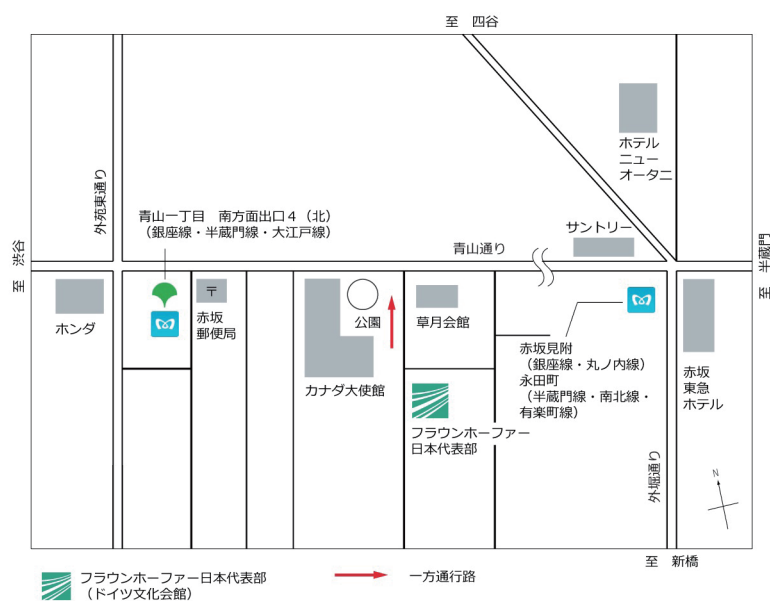 至 四谷
ホテル
ニュー
オータニ
外苑東通り
青山一丁目 南方面出口4(北)
(銀座線・半蔵門線・大江戸線)
サントリー
青山通り
至 渋谷
至 半蔵門
ホンダ
〒
赤坂
郵便局
公園
草月会館
カナダ大使館
赤坂見附
(銀座線・丸ノ内線)
永田町
(半蔵門線・南北線・
有楽町線)
赤坂
東急
ホテル
フラウンホーファー
日本代表部
外堀通り
N
至 新橋
フラウンホーファー日本代表部
(ドイツ文化会館)
一方通行路